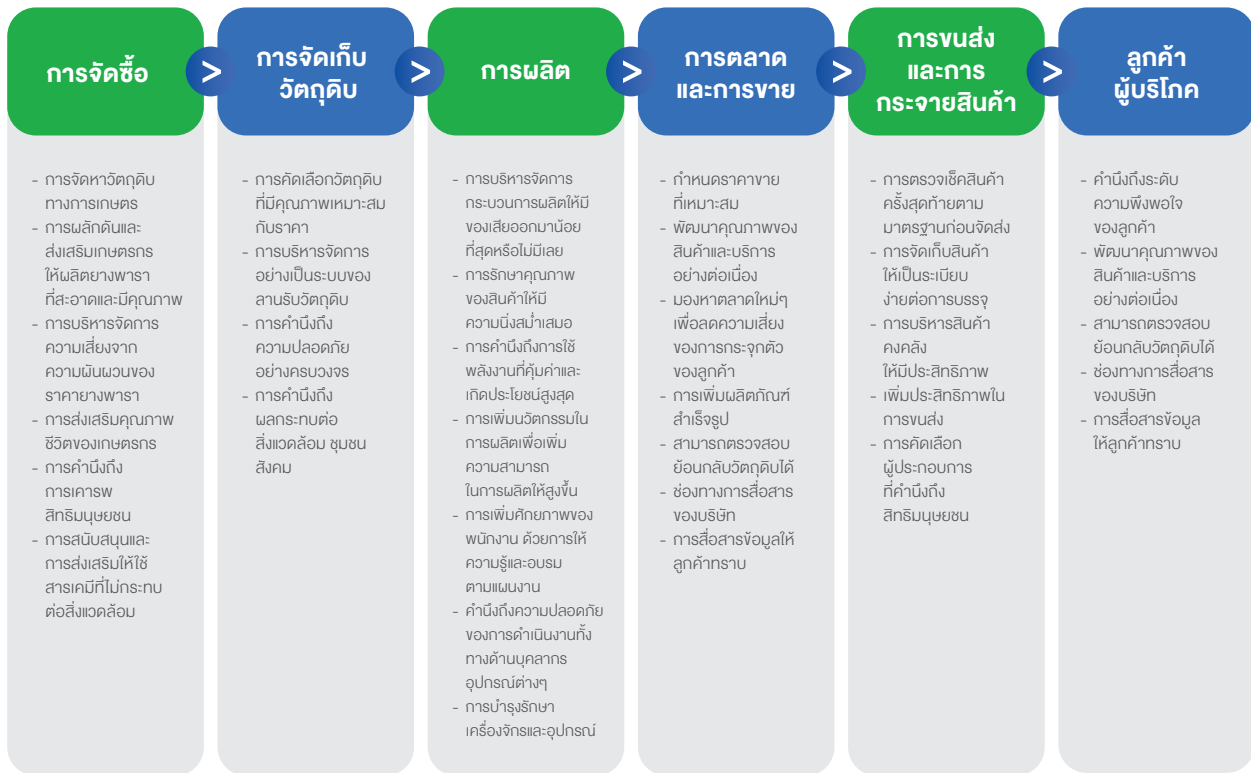 การจัดซื้อ
>
การจัดเก็บ
วัตถุดิบ
>
การผลิต
>
การตลาด
และการขาย
>
การขนส่ง
และการ
กระจายสินค้า
>
ลูกค้า
ผู้บริโภค
- การจัดหาวัตถุดิบ
ทางการเกษตร
- การผลักดันและ
ส่งเสริมเกษตรกร
ให้ผลิตยางพารา
ที่สะอาดและมีคุณภาพ
- การบริหารจัดการ
ความเสี่ยงจาก
ความผันผวนของ
ราคายางพารา
- การส่งเสริมคุณภาพ
ชีวิตของเกษตรกร
- การคำนึงถึง
การเคารพ
สิทธิมนุษยชน
- การสนับสนุนและ
การส่งเสริมให้ใช้
สารเคมีที่ไม่กระทบ
ต่อสิ่งแวดล้อม
- การคัดเลือกวัตถุดิบ
ที่มีคุณภาพเหมาะสม
กับราคา
- การบริหารจัดการ
อย่างเป็นระบบของ
ลานรับวัตถุดิบ
- การคำนึงถึง
ความปลอดภัย
อย่างครบวงจร
- การคำนึงถึง
ผลกระทบต่อ
สิ่งแวดล้อม ชุมชน
สังคม
- การบริหารจัดการ
กระบวนการผลิตให้มี
ของเสียออกมาน้อย
ที่สุดหรือไม่มีเลย
- การรักษาคุณภาพ
ของสินค้าให้มี
ความนิ่งสม่ำเสมอ
- การคำนึงถึงการใช้
พลังงานที่คุ้มค่าและ
เกิดประโยชน์สูงสุด
- การเพิ่มนวัตกรรมใน
การผลิตเพื่อเพิ่ม
ความสามารถ
ในการผลิตให้สูงขึ้น
- การเพิ่มศักยภาพของ
พนักงาน ด้วยการให้
ความรู้และอบรม
ตามแผนงาน
- คำนึงถึงความปลอดภัย
ของการดำเนินงานทั้ง
ทางด้านบุคลากร
อุปกรณ์ต่างๆ
- การบำรุงรักษา
เครื่องจักรและอุปกรณ์
- กำหนดราคาขาย
ที่เหมาะสม
- พัฒนาคุณภาพของ
สินค้าและบริการ
อย่างต่อเนื่อง
- มองหาตลาดใหม่ๆ
เพื่อลดความเสี่ยง
ของการกระจุกตัว
ของลูกค้า
- การเพิ่มผลิตภัณฑ์
สำเร็จรูป
- สามารถตรวจสอบ
ย้อนกลับวัตถุดิบได้
- ช่องทางการสื่อสาร
ของบริษัท
- การสื่อสารข้อมูลให้
ลูกค้าทราบ
- การตรวจเช็คสินค้า
ครั้งสุดท้ายตาม
มาตรฐานก่อนจัดส่ง
- การจัดเก็บสินค้า
ให้เป็นระเบียบ
ง่ายต่อการบรรจุ
- การบริหารสินค้า
คงคลัง
ให้มีประสิทธิภาพ
- เพิ่มประสิทธิภาพใน
การขนส่ง
- การคัดเลือก
ผู้ประกอบการ
ที่คำนึงถึง
สิทธิมนุษยชน
- คำนึงถึงระดับ
ความพึงพอใจ
ของลูกค้า
- พัฒนาคุณภาพของ
สินค้าและบริการ
อย่างต่อเนื่อง
- สามารถตรวจสอบ
ย้อนกลับวัตถุดิบได้
- ช่องทางการสื่อสาร
ของบริษัท
- การสื่อสารข้อมูล
ให้ลูกค้าทราบ